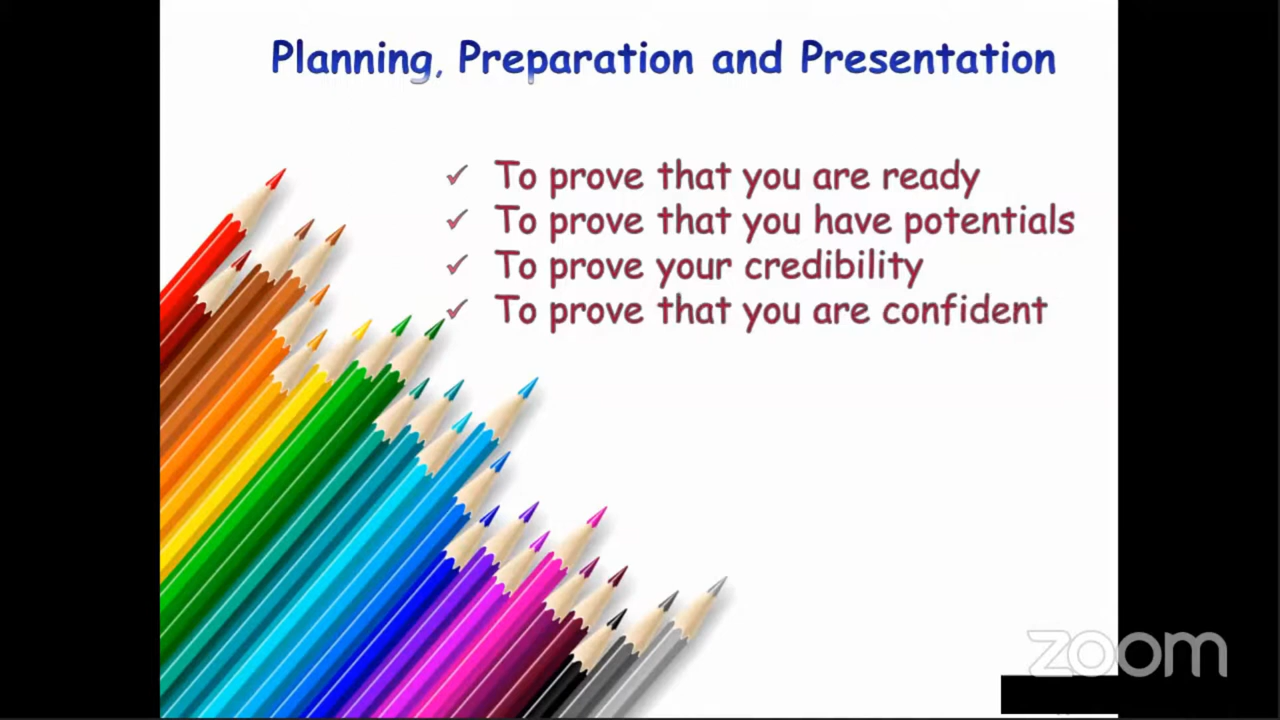 Planning, Preparation and Presentation
✓ To prove that you are ready
✓ To prove that you have potentials
✓ To prove your credibility
✓ To prove that you are confident
zoom